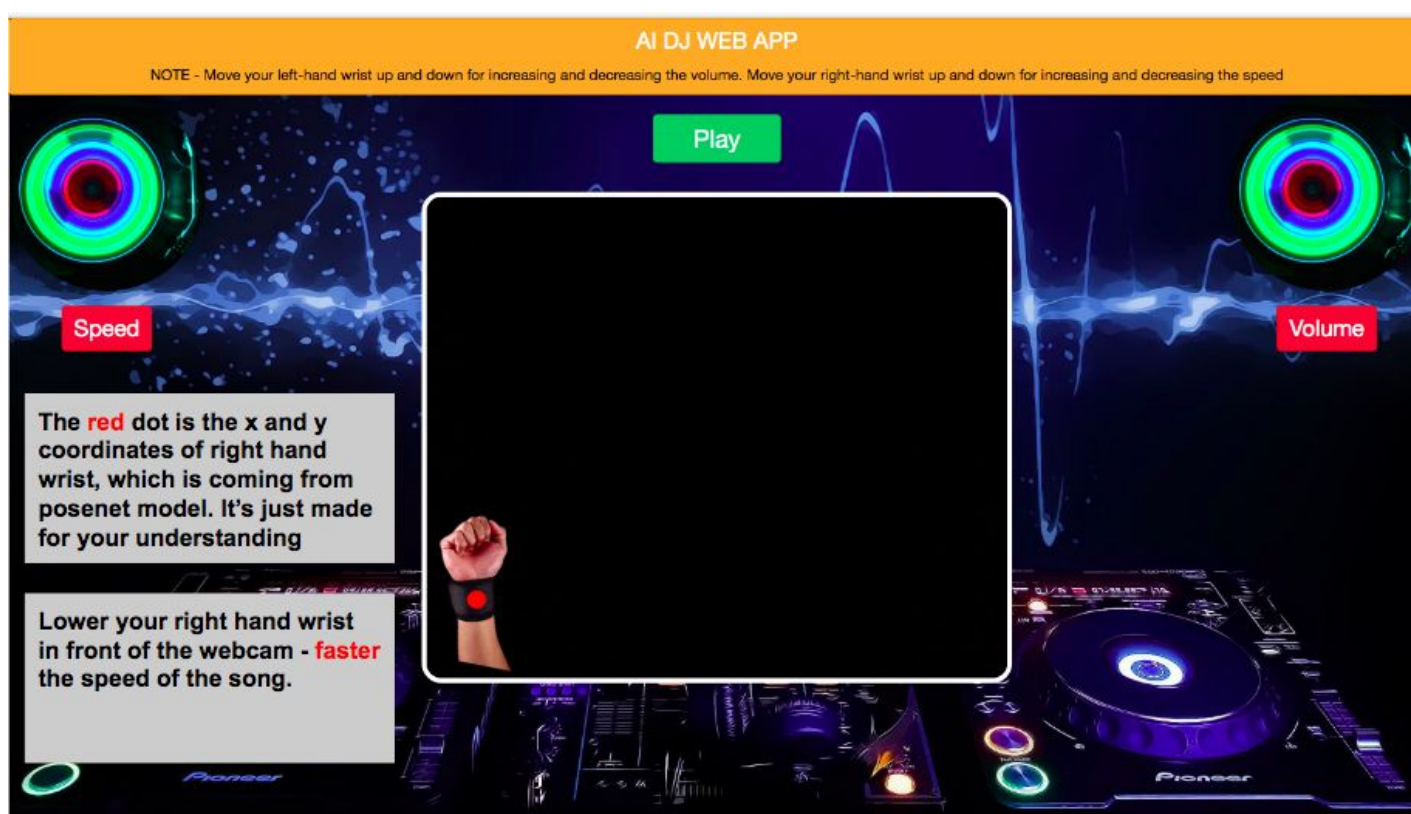 AI DJ WEB APP
NOTE - Move your left-hand wrist up and down for increasing and decreasing the volume. Move your right-hand wrist up and down for increasing and decreasing the speed
Play
Speed
Volume
The red dot is the x and y
coordinates of right hand
wrist, which is coming from
posenet model. It's just made
for your understanding
Lower your right hand wrist
in front of the webcam - faster
the speed of the song.
Pioneer
Pioneer